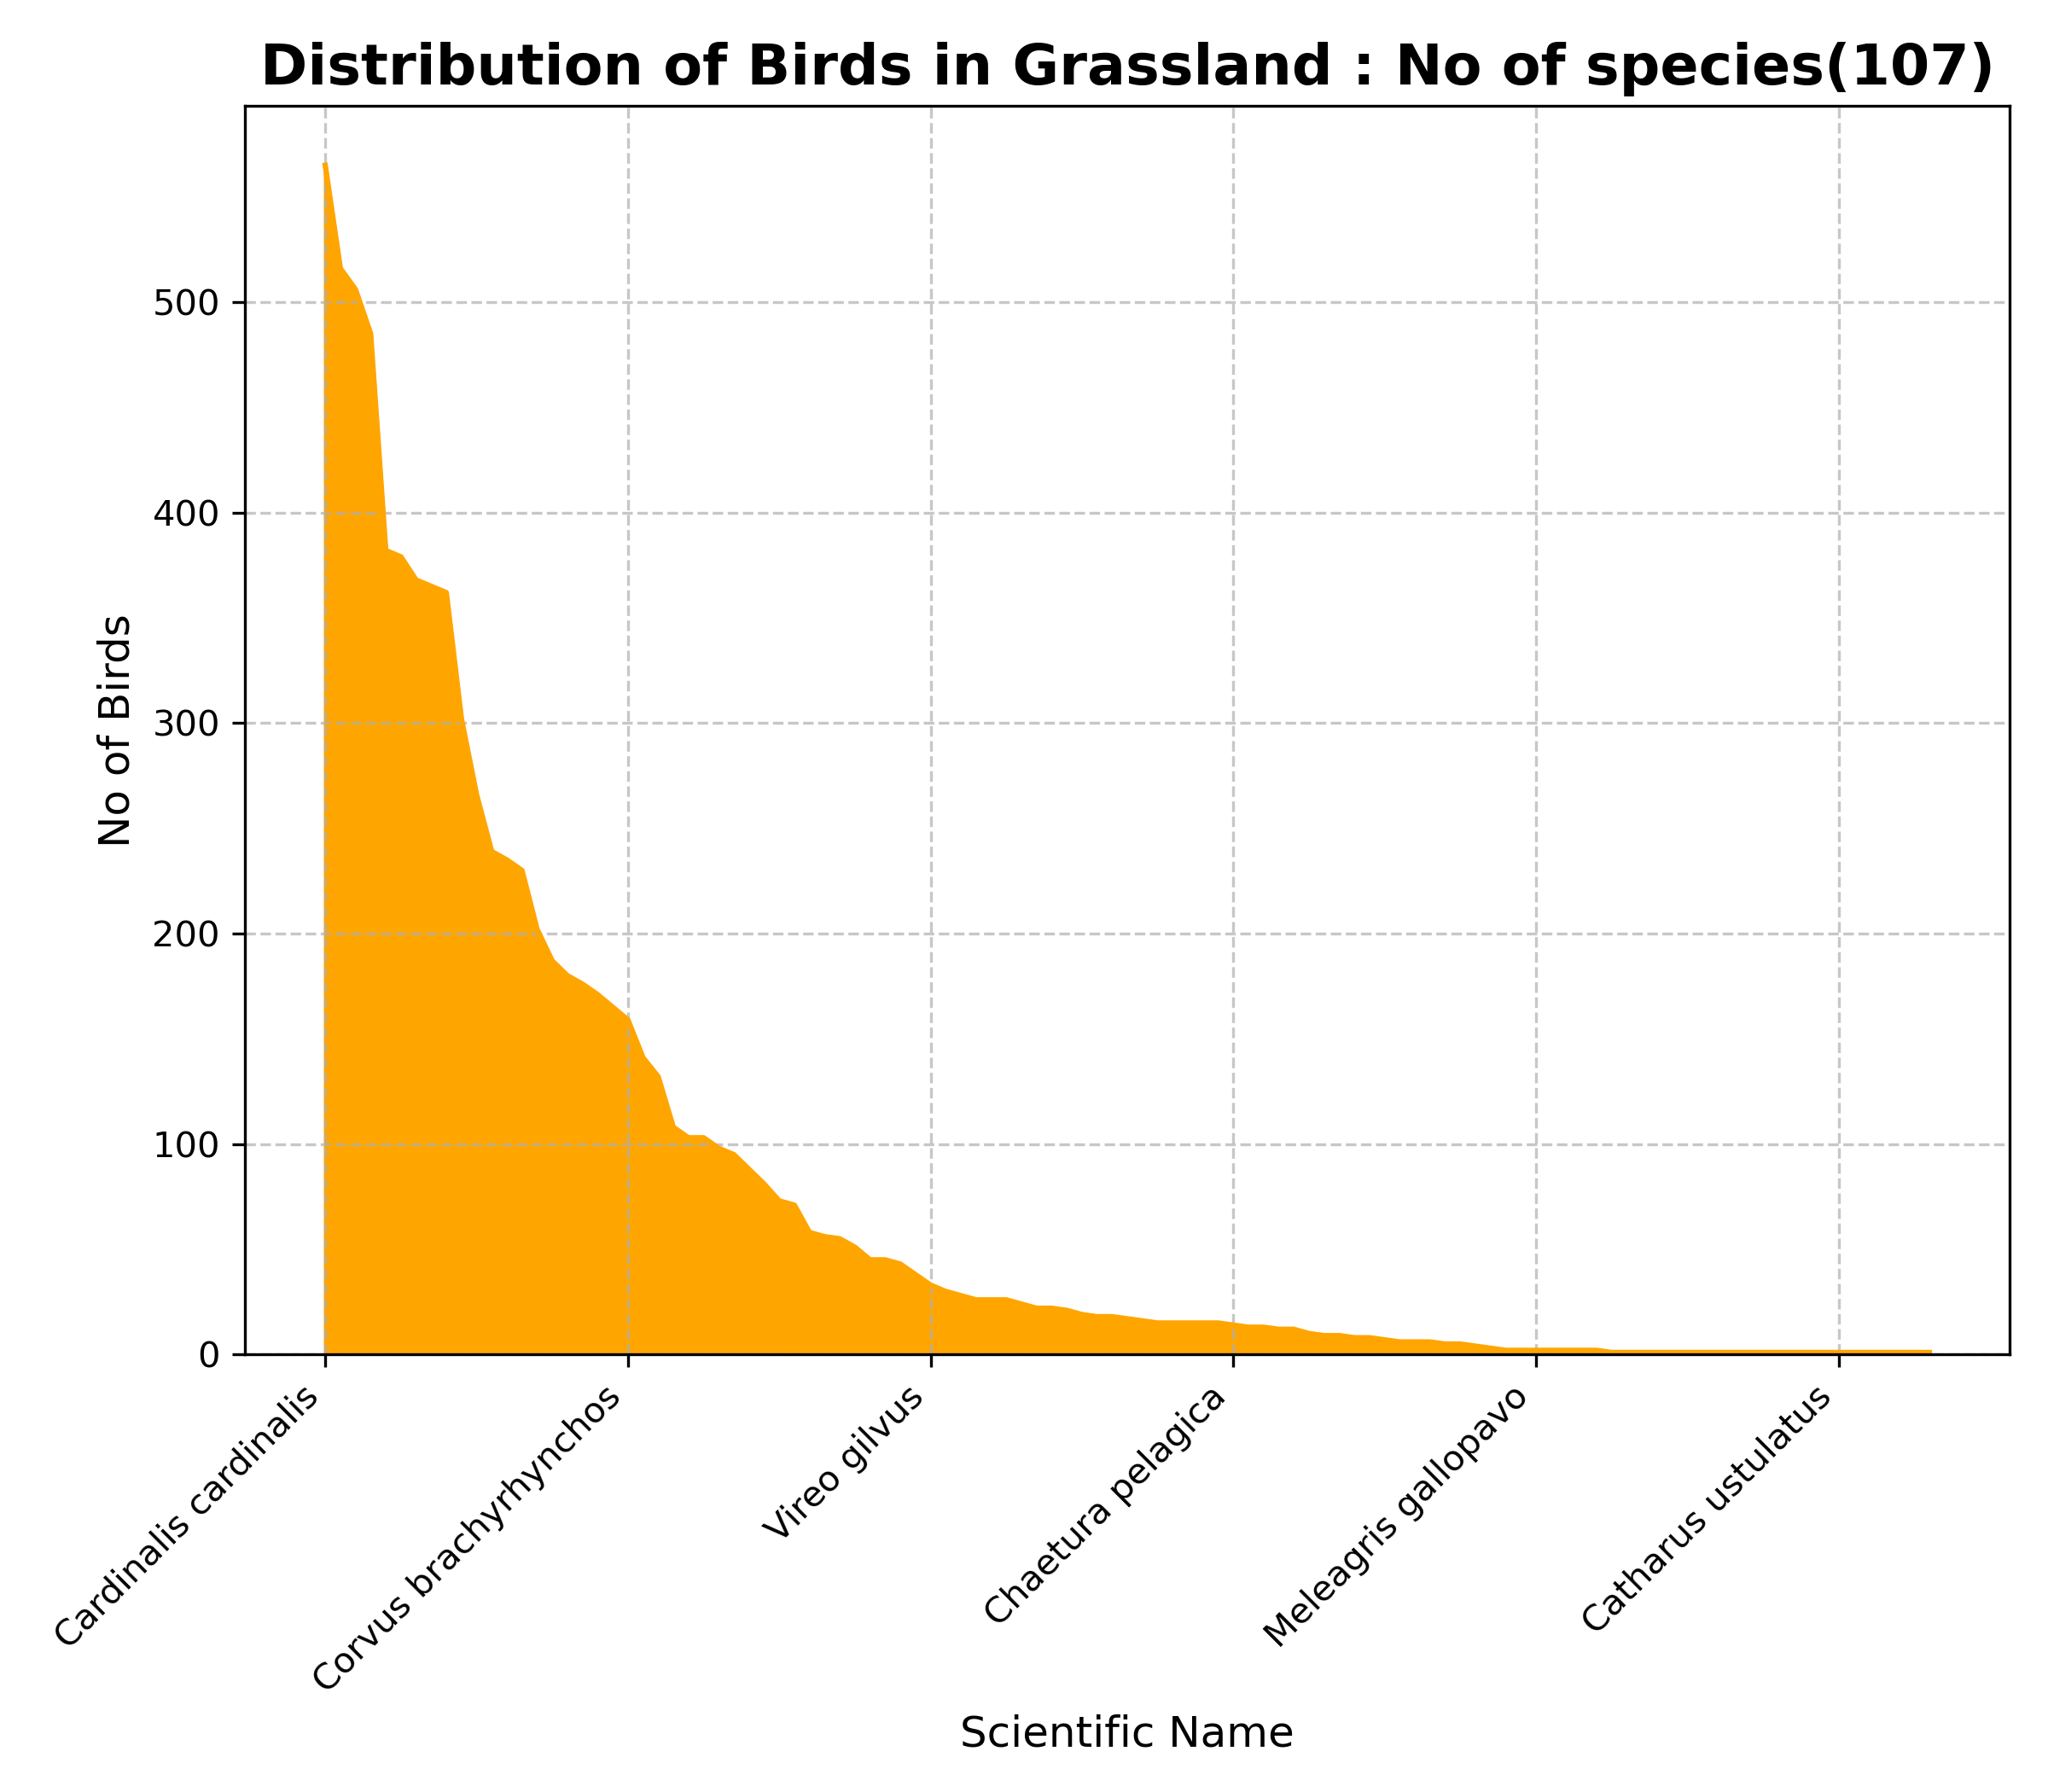 Distribution of Birds in Grassland : No of species(107)
No of Birds
500
400
300
200
100
0
Cardinalis cardinalis
Corvus brachyrhynchos
Vireo gilvus
Chaetura pelagica
Meleagris gallopavo
Catharus ustulatus
Scientific Name